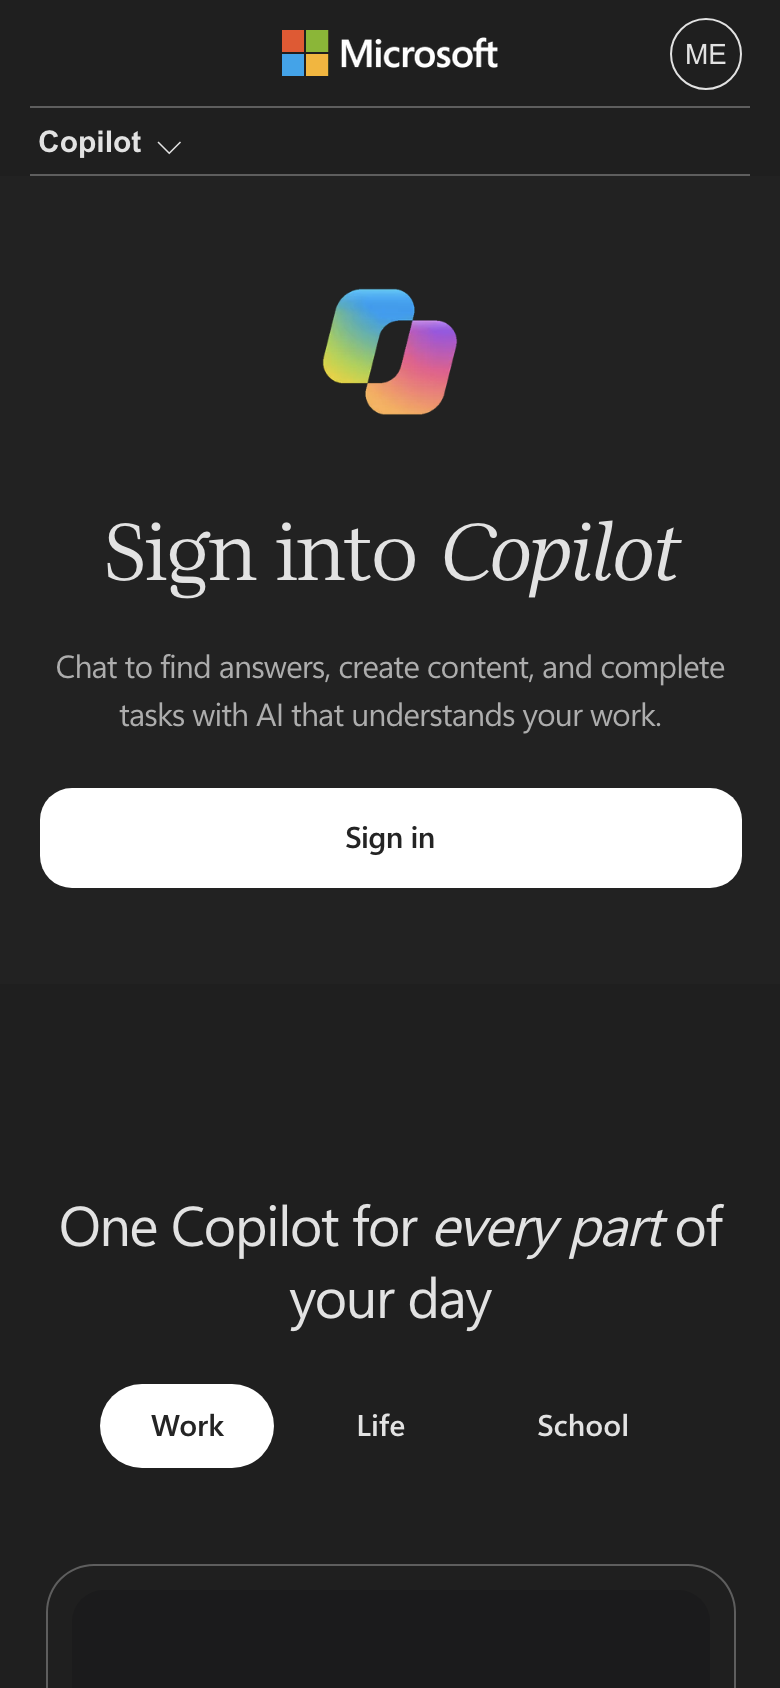 Microsoft
ME
Copilot
Sign into Copilot
Chat to find answers, create content, and complete
tasks with AI that understands your work.
Sign in
One Copilot for every part of
your day
Work
Life
School